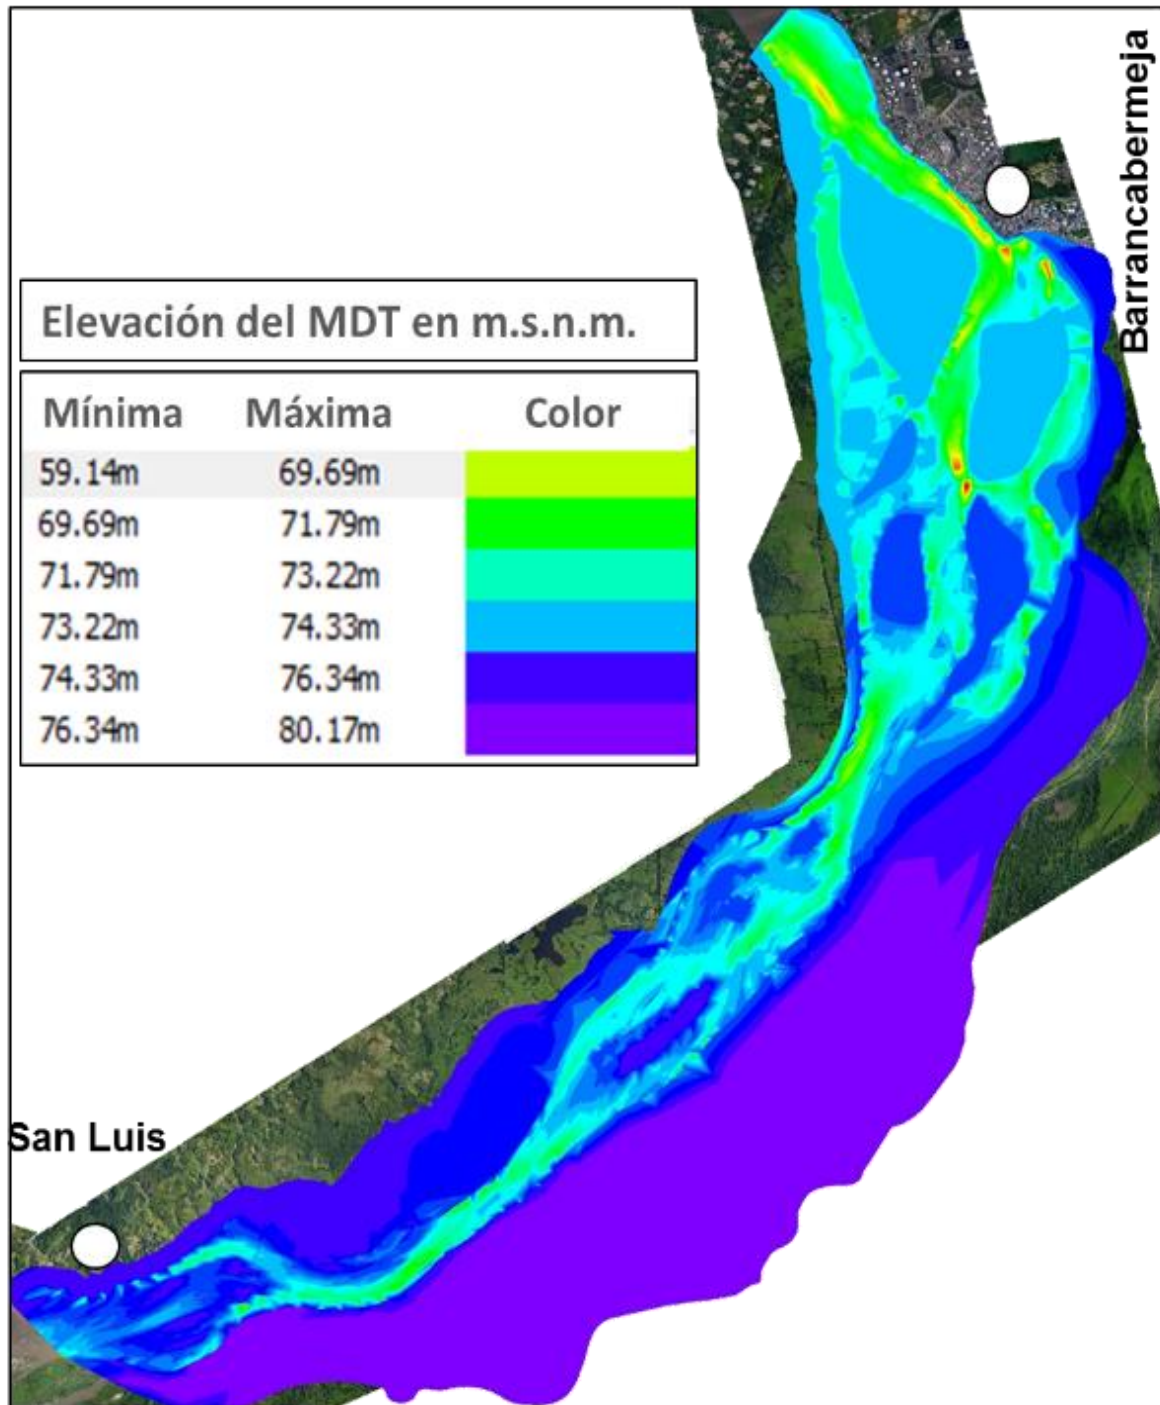 Barrancabermeja
Elevación del MDT en m.s.n.m.
Mínima Máxima Color
59.14m 69.69m
69.69m 71.79m
71.79m 73.22m
73.22m 74.33m
74.33m 76.34m
76.34m 80.17m
San Luis